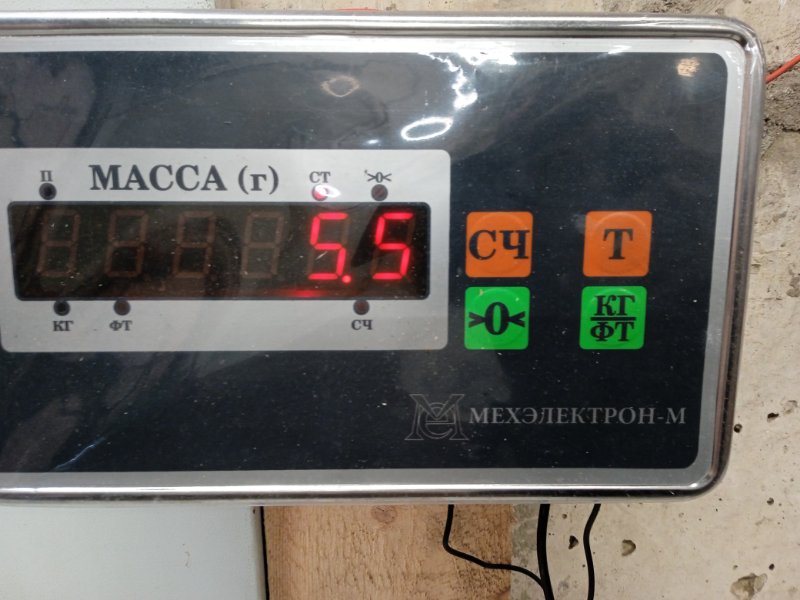 П МАССА (г) СТ >0<
5.5
КГ ФТ СЧ
СЧ Т
>0< КГ
ФТ
МЕХЭЛЕКТРОН-М